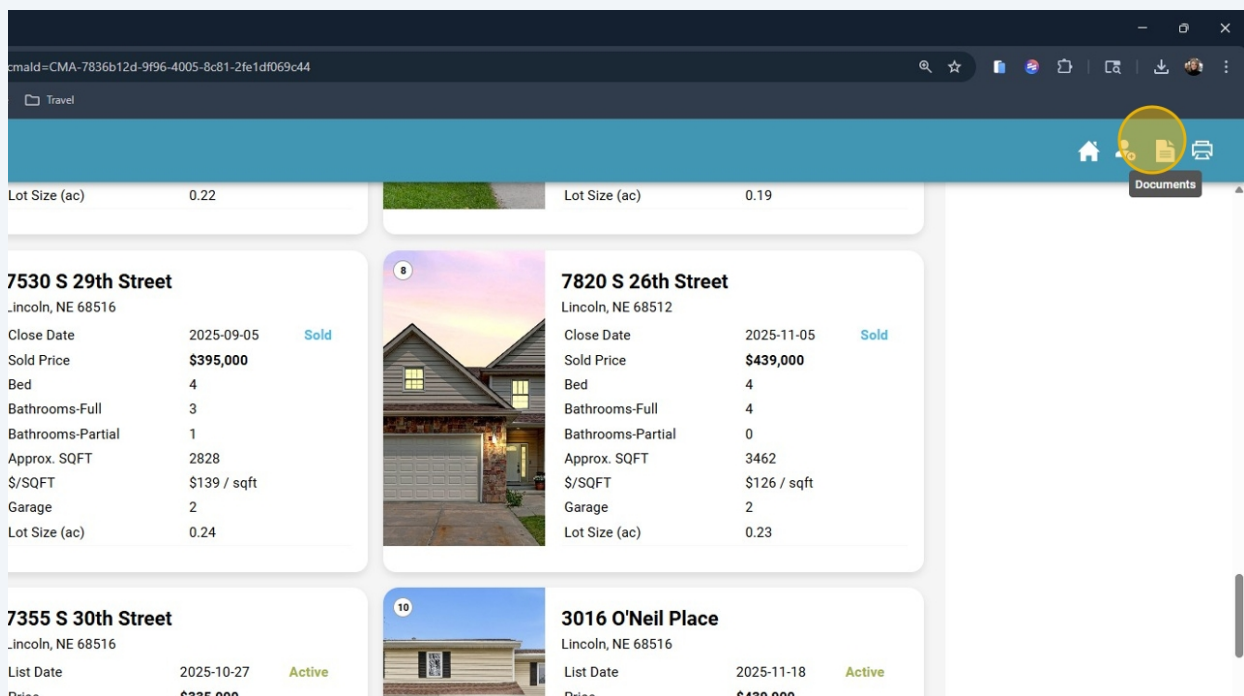 cmaId=CMA-7836b12d-9f96-4005-8c81-2fe1df069c44
Travel
Documents
Lot Size (ac) 0.22
Lot Size (ac) 0.19
7530 S 29th Street
Lincoln, NE 68516
Close Date 2025-09-05 Sold
Sold Price $395,000
Bed 4
Bathrooms-Full 3
Bathrooms-Partial 1
Approx. SQFT 2828
$/SQFT $139 / sqft
Garage 2
Lot Size (ac) 0.24
8
7820 S 26th Street
Lincoln, NE 68512
Close Date 2025-11-05 Sold
Sold Price $439,000
Bed 4
Bathrooms-Full 4
Bathrooms-Partial 0
Approx. SQFT 3462
$/SQFT $126 / sqft
Garage 2
Lot Size (ac) 0.23
7355 S 30th Street
Lincoln, NE 68516
List Date 2025-10-27 Active
Price $335,000
10
3016 O'Neil Place
Lincoln, NE 68516
List Date 2025-11-18 Active
Price